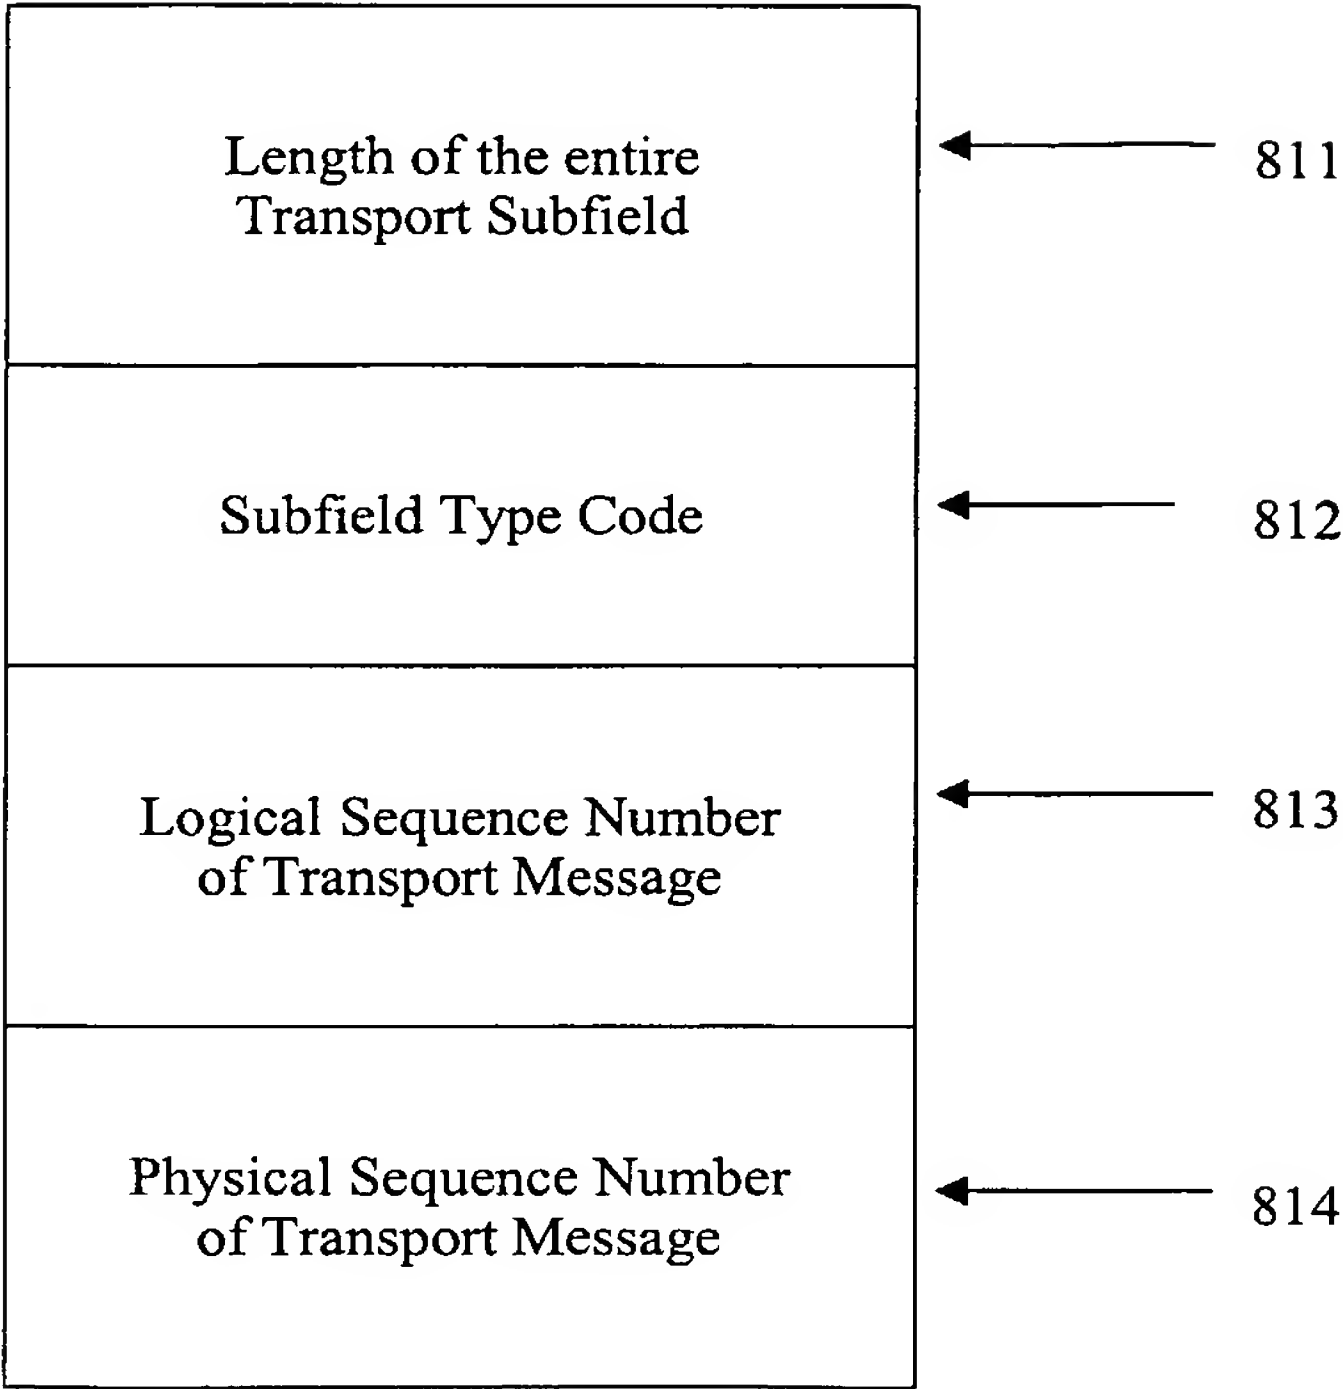 Length of the entire
Transport Subfield
811
Subfield Type Code
812
Logical Sequence Number
of Transport Message
813
Physical Sequence Number
of Transport Message
814